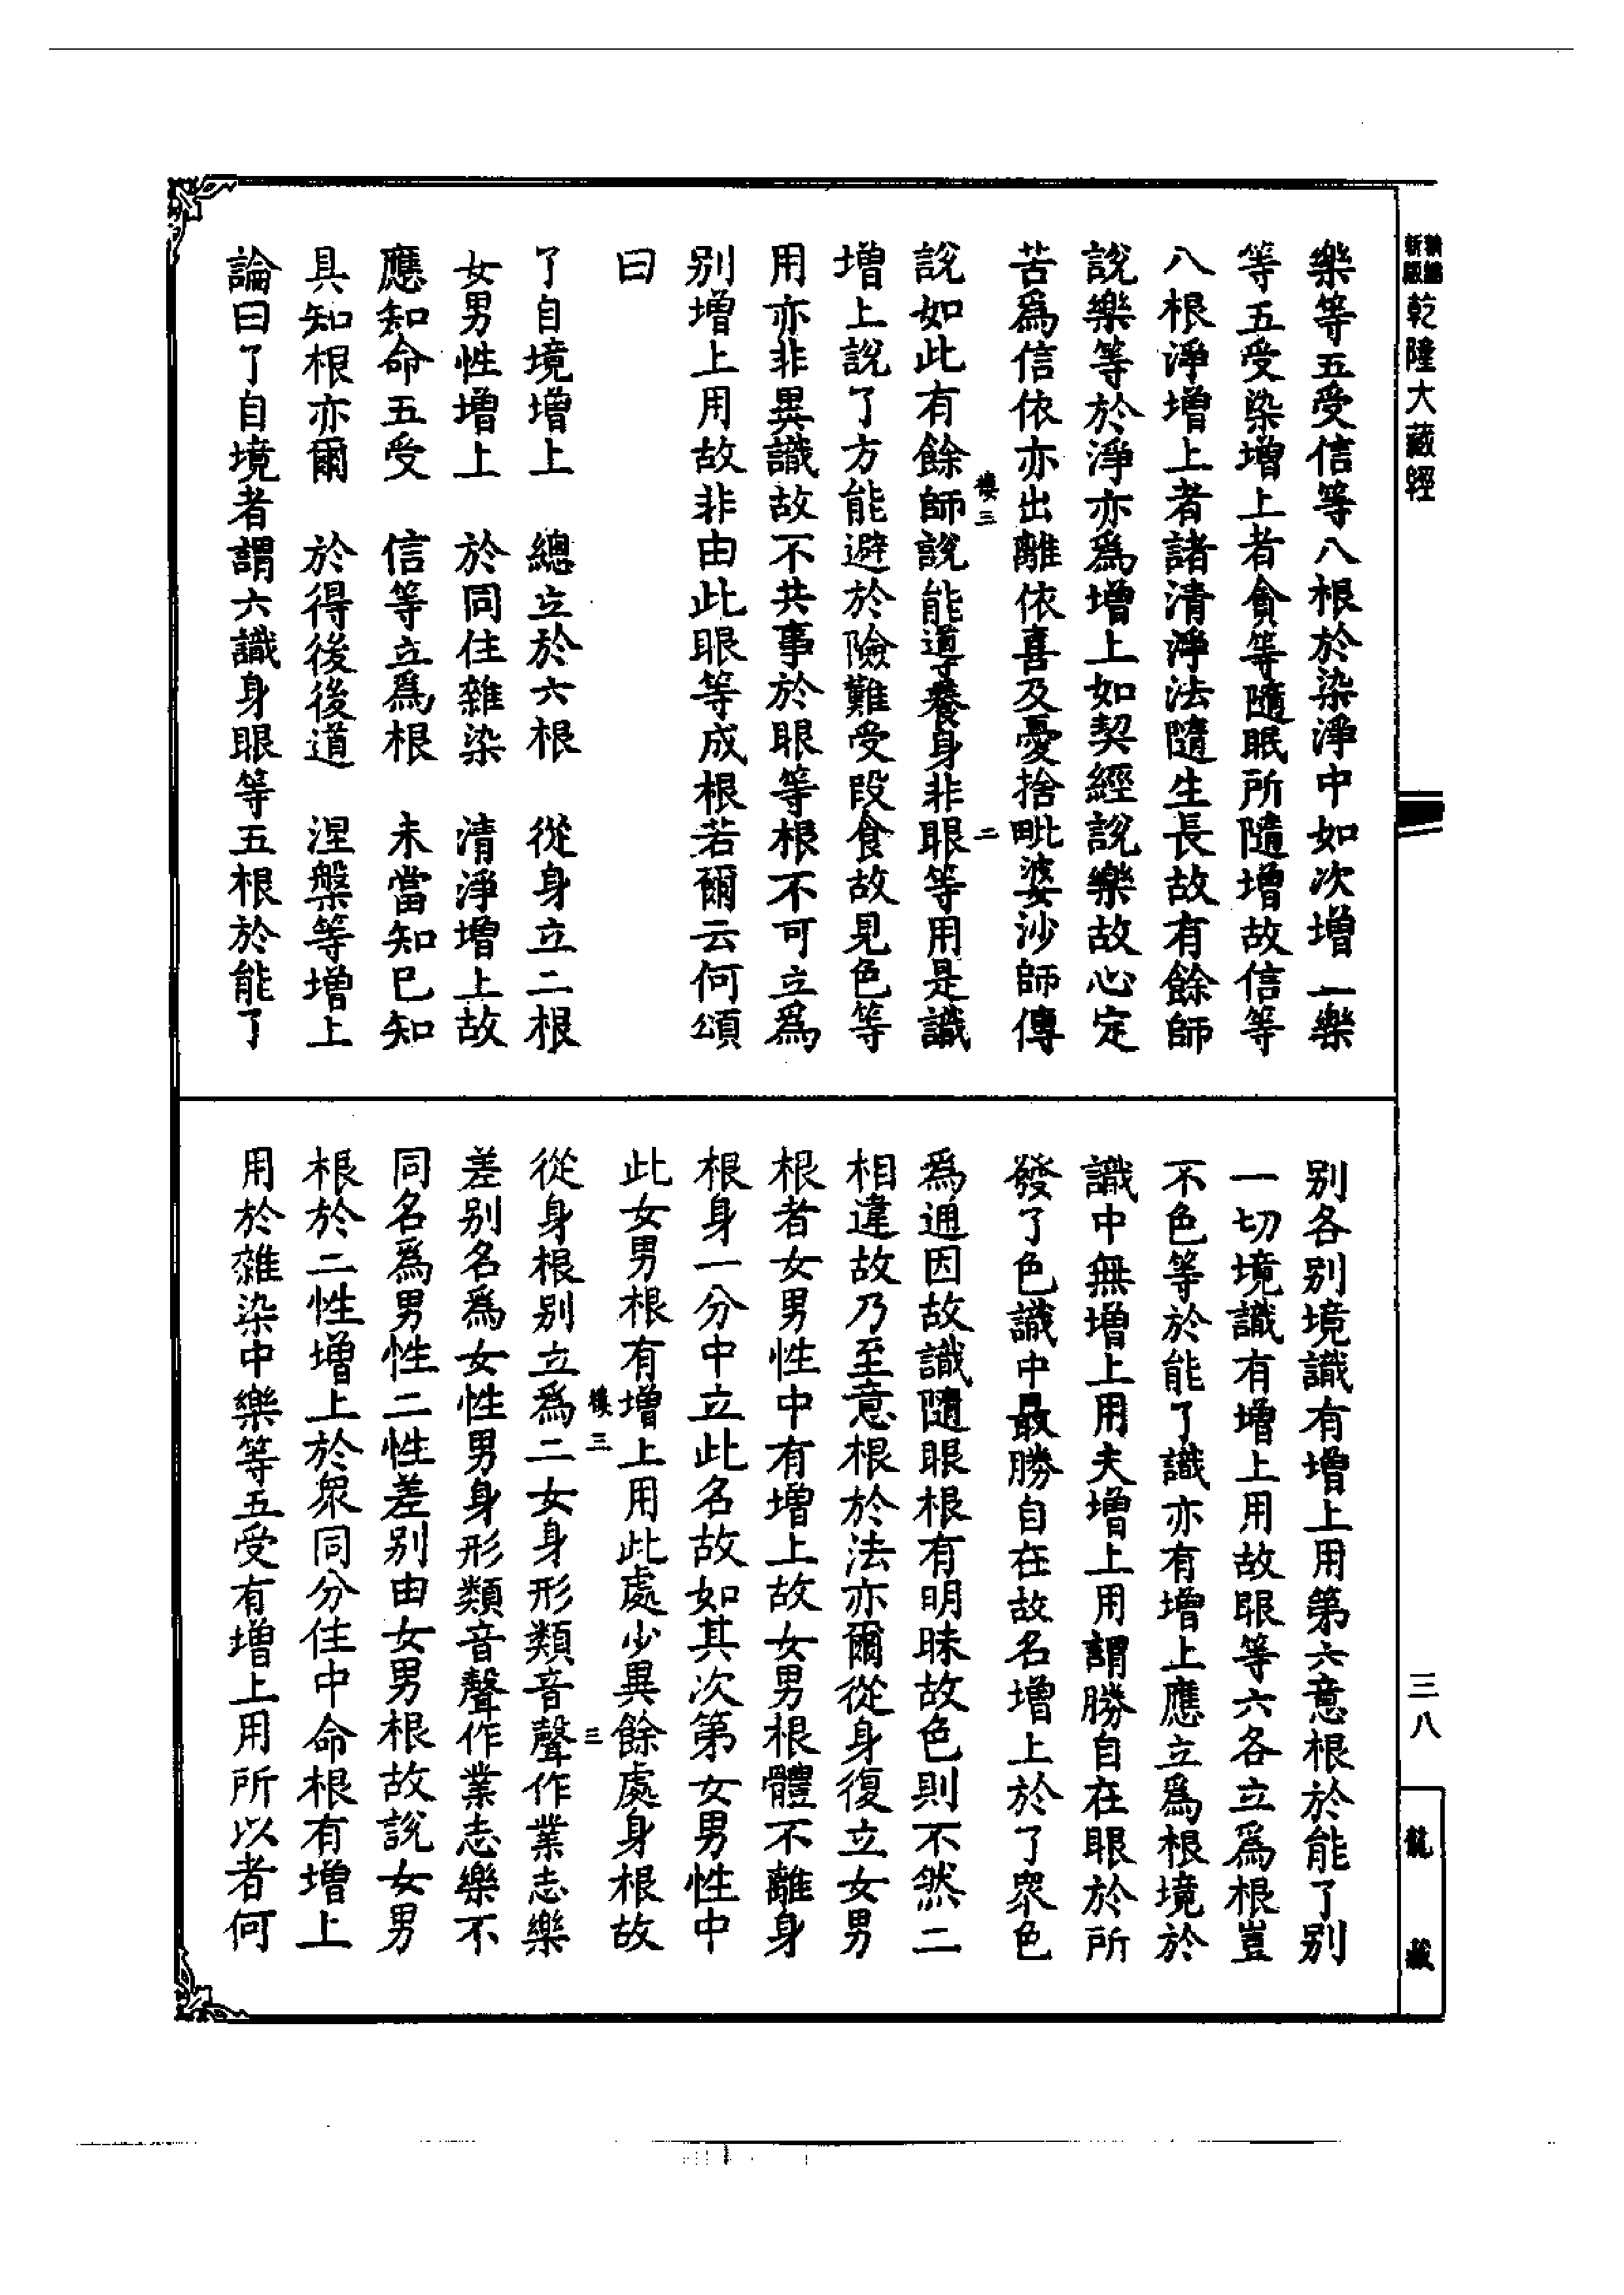 新編
新版
乾隆大藏經
三八
龍藏
樂等五受信等八根於染淨中如次增上樂
等五受染增上者貪等隨眠所隨增故信等
八根淨增上者諸清淨法隨生長故有餘師
說樂等於淨亦爲增上如契經說樂故心定
苦爲信依亦出離依喜及憂捨毗婆沙師傳
樓三
二
說如此有餘師說能導養身非眼等用是識
增上說了方能避於險難受段食故見色等
用亦非異識故不共事於眼等根不可立爲
別增上用故非由此眼等成根若爾云何頌
曰
了自境增上　總立於六根　從身立二根
女男性增上　於同住雜染　清淨增上故
應知命五受　信等立爲根　未當知已知
具知根亦爾　於得後後道　涅槃等增上
論曰了自境者謂六識身眼等五根於能了
別各別境識有增上用第六意根於能了別
一切境識有增上用故眼等六各立爲根豈
不色等於能了識亦有增上應立爲根境於
識中無增上用夫增上用謂勝自在眼於所
發了色識中最勝自在故名增上於了眾色
爲通因故識隨眼根有明昧故色則不然二
相違故乃至意根於法亦爾從身復立女男
根者女男性中有增上故女男根體不離身
根身一分中立此名故如其次第女男性中
此女男根有增上用此處少異餘處身根故
樓三
三
從身根別立爲二女身形類音聲作業志樂
差別名爲女性男身形類音聲作業志樂不
同名爲男性二性差別由女男根故說女男
根於二性增上於眾同分住中命根有增上
用於雜染中樂等五受有增上用所以者何